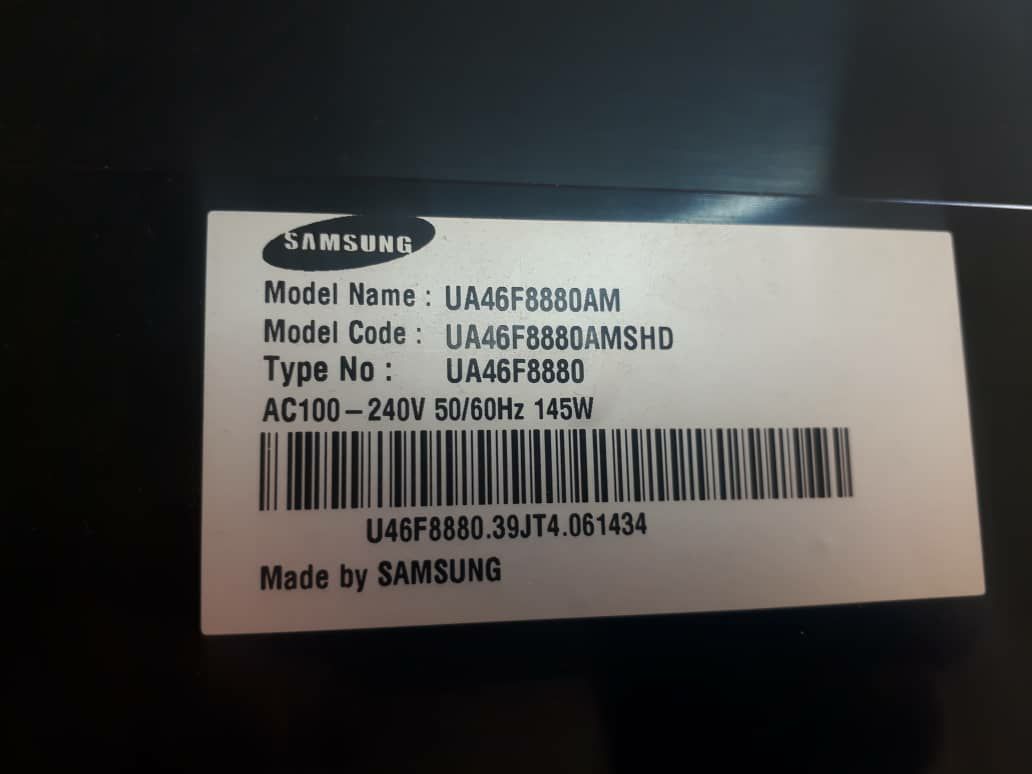 SAMSUNG
Model Name : UA46F8880AM
Model Code : UA46F8880AMSHD
Type No : UA46F8880
AC100-240V 50/60Hz 145W
U46F8880.39JT4.061434
Made by SAMSUNG